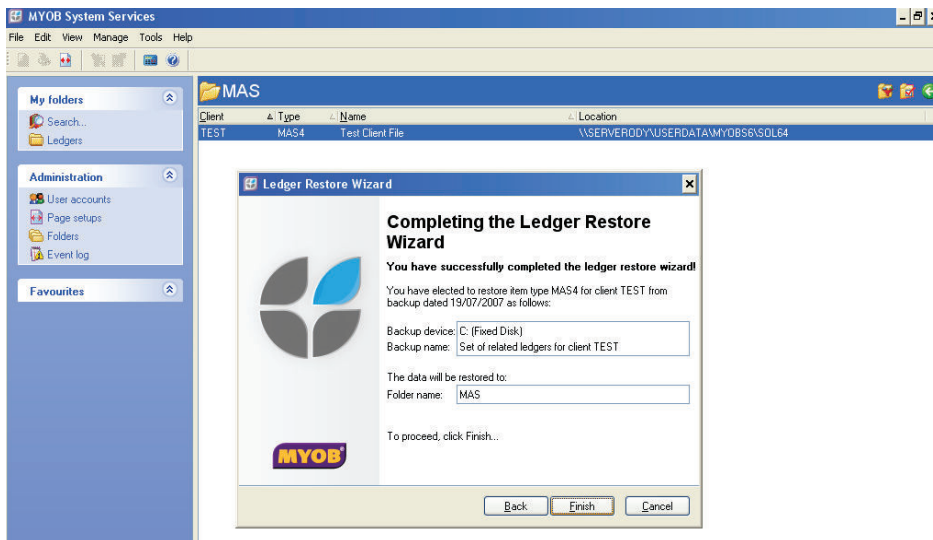 MYOB System Services
File Edit View Manage Tools Help
My folders
Search...
Ledgers
Administration
User accounts
Page setups
Folders
Event log
Favourites
MAS
Client Type Name Location
TEST MAS4 Test Client File \\SERVERODY\USERDATA\MYOBS6\SOL64
Ledger Restore Wizard
Completing the Ledger Restore
Wizard
You have successfully completed the ledger restore wizard!
You have elected to restore item type MAS4 for client TEST from
backup dated 19/07/2007 as follows:
Backup device: C: (Fixed Disk)
Backup name: Set of related ledgers for client TEST
The data will be restored to:
Folder name: MAS
To proceed, click Finish...
MYOB
Back Finish Cancel